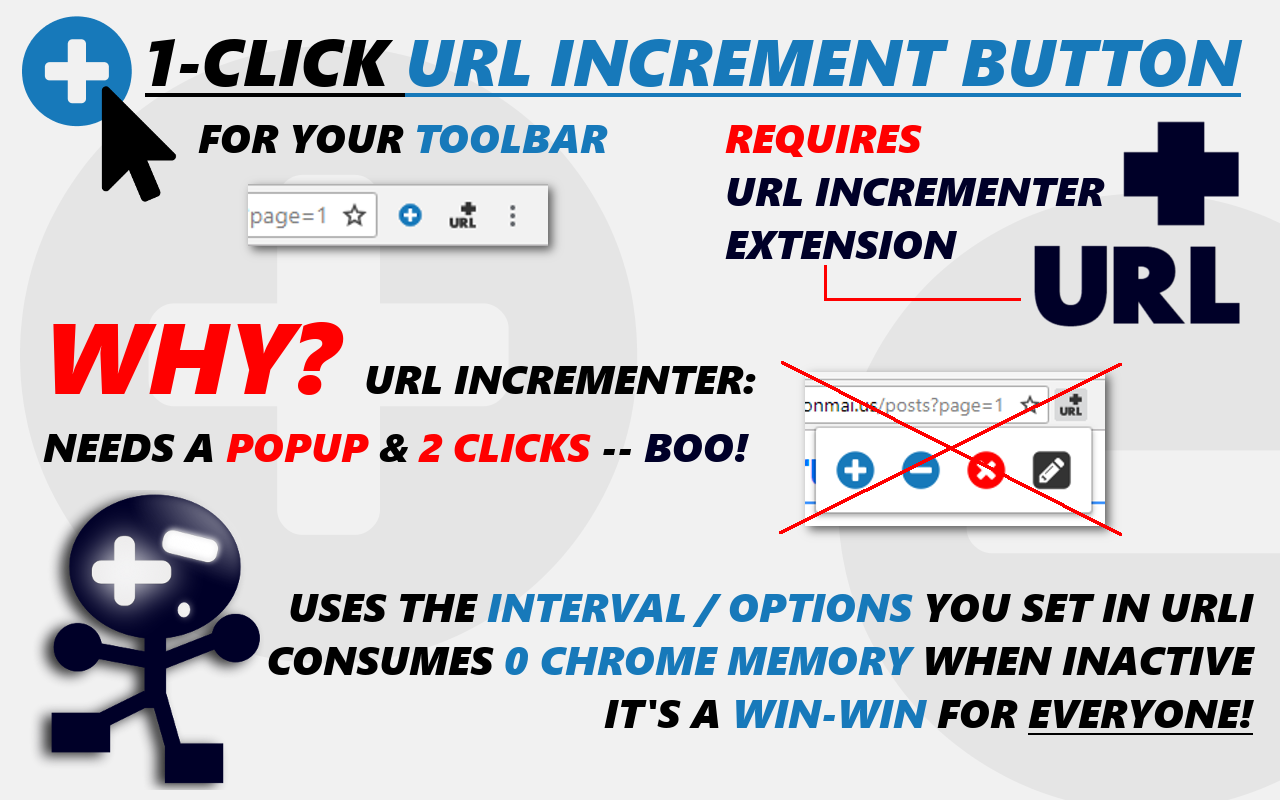 1-CLICK URL INCREMENT BUTTON
FOR YOUR TOOLBAR
page=1
URL
REQUIRES
URL INCREMENTER
EXTENSION
URL
WHY? URL INCREMENTER:
NEEDS A POPUP & 2 CLICKS -- BOO!
onmai.us/posts?page=1
URL
USES THE INTERVAL / OPTIONS YOU SET IN URLI
CONSUMES 0 CHROME MEMORY WHEN INACTIVE
IT'S A WIN-WIN FOR EVERYONE!